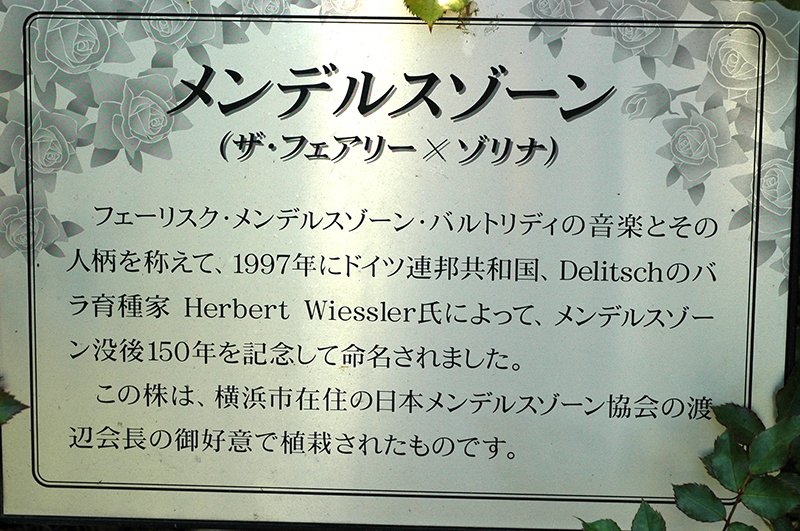 メンデルスゾーン
(ザ・フェアリー×ゾリナ)
フェーリスク・メンデルスゾーン・バルトリディの音楽とその
人柄を称えて、1997年にドイツ連邦共和国、Delitschのバ
ラ育種家 Herbert Wiessler氏によって、メンデルスゾー
ン没後150年を記念して命名されました。
この株は、横浜市在住の日本メンデルスゾーン協会の渡
辺会長の御好意で植栽されたものです。